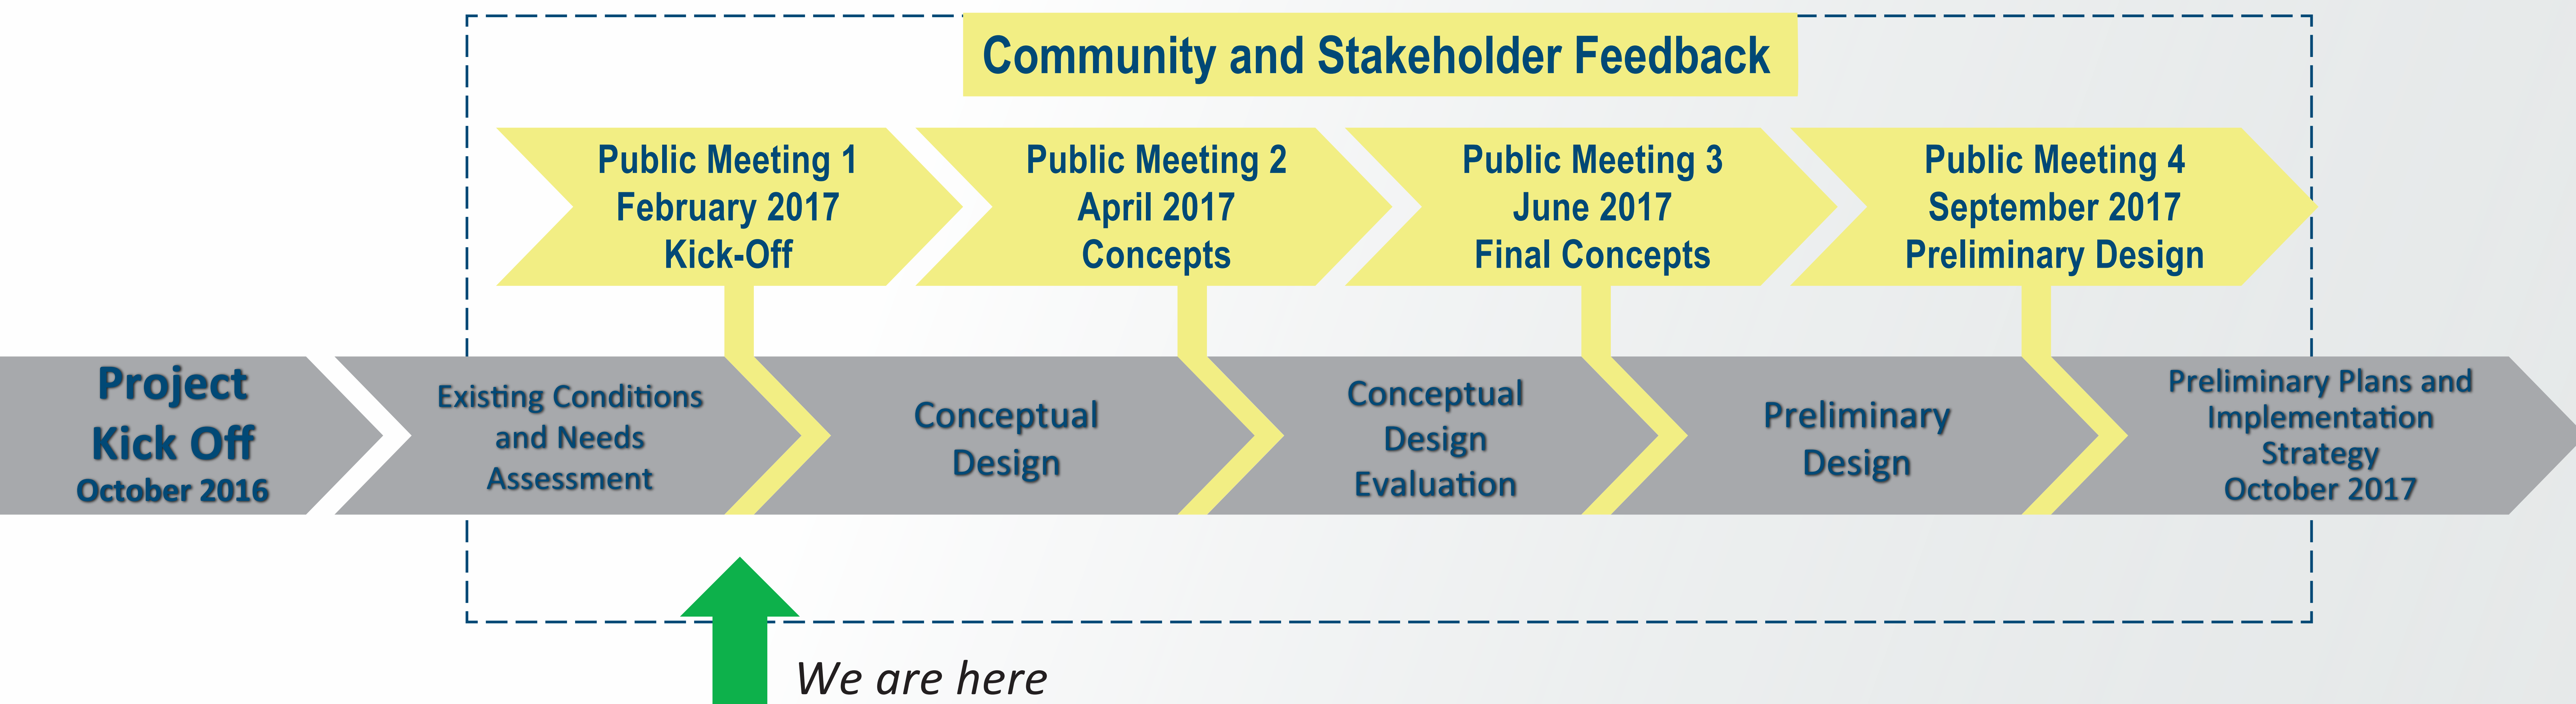 Community and Stakeholder Feedback
Public Meeting 1
February 2017
Kick-Off
Public Meeting 2
April 2017
Concepts
Public Meeting 3
June 2017
Final Concepts
Public Meeting 4
September 2017
Preliminary Design
Project
Kick Off
October 2016
Existing Conditions
and Needs
Assessment
Conceptual
Design
Conceptual
Design
Evaluation
Preliminary
Design
Preliminary Plans and
Implementation
Strategy
October 2017
We are here